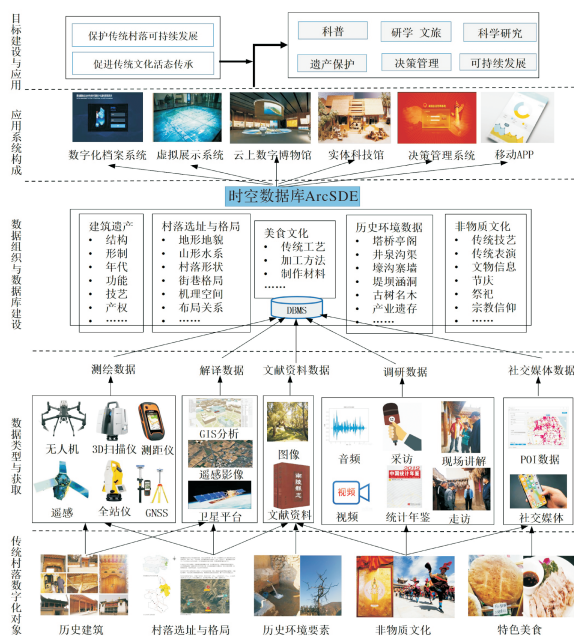 目标建设与应用
保护传统村落可持续发展
促进传统文化活态传承
科普
研学 文旅
科学研究
遗产保护
决策管理
可持续发展
应用系统构成
数字化档案系统
虚拟展示系统
云上数字博物馆
实体科技馆
决策管理系统
移动APP
时空数据库ArcSDE
数据组织与数据库建设
建筑遗产
• 结构
• 形制
• 年代
• 功能
• 技艺
• 产权
• ……
村落选址与格局
• 地形地貌
• 山形水系
• 村落形状
• 街巷格局
• 机理空间
• 布局关系
• ……
美食文化
• 传统工艺
• 加工方法
• 制作材料
• ……
历史环境数据
• 塔桥亭阁
• 井泉沟渠
• 壕沟寨墙
• 堤坝涵洞
• 古树名木
• 产业遗存
• ……
非物质文化
• 传统技艺
• 传统表演
• 文物信息
• 节庆
• 祭祀
• 宗教信仰
• ……
DBMS
测绘数据
解译数据
文献资料数据
调研数据
社交媒体数据
数据类型与获取
无人机
3D扫描仪
测距仪
遥感
全站仪
GNSS
GIS分析
遥感影像
卫星平台
图像
文献资料
音频
采访
现场讲解
视频
视频
统计年鉴
走访
POI数据
社交媒体
传统村落数字化对象
历史建筑
村落选址与格局
历史环境要素
非物质文化
特色美食